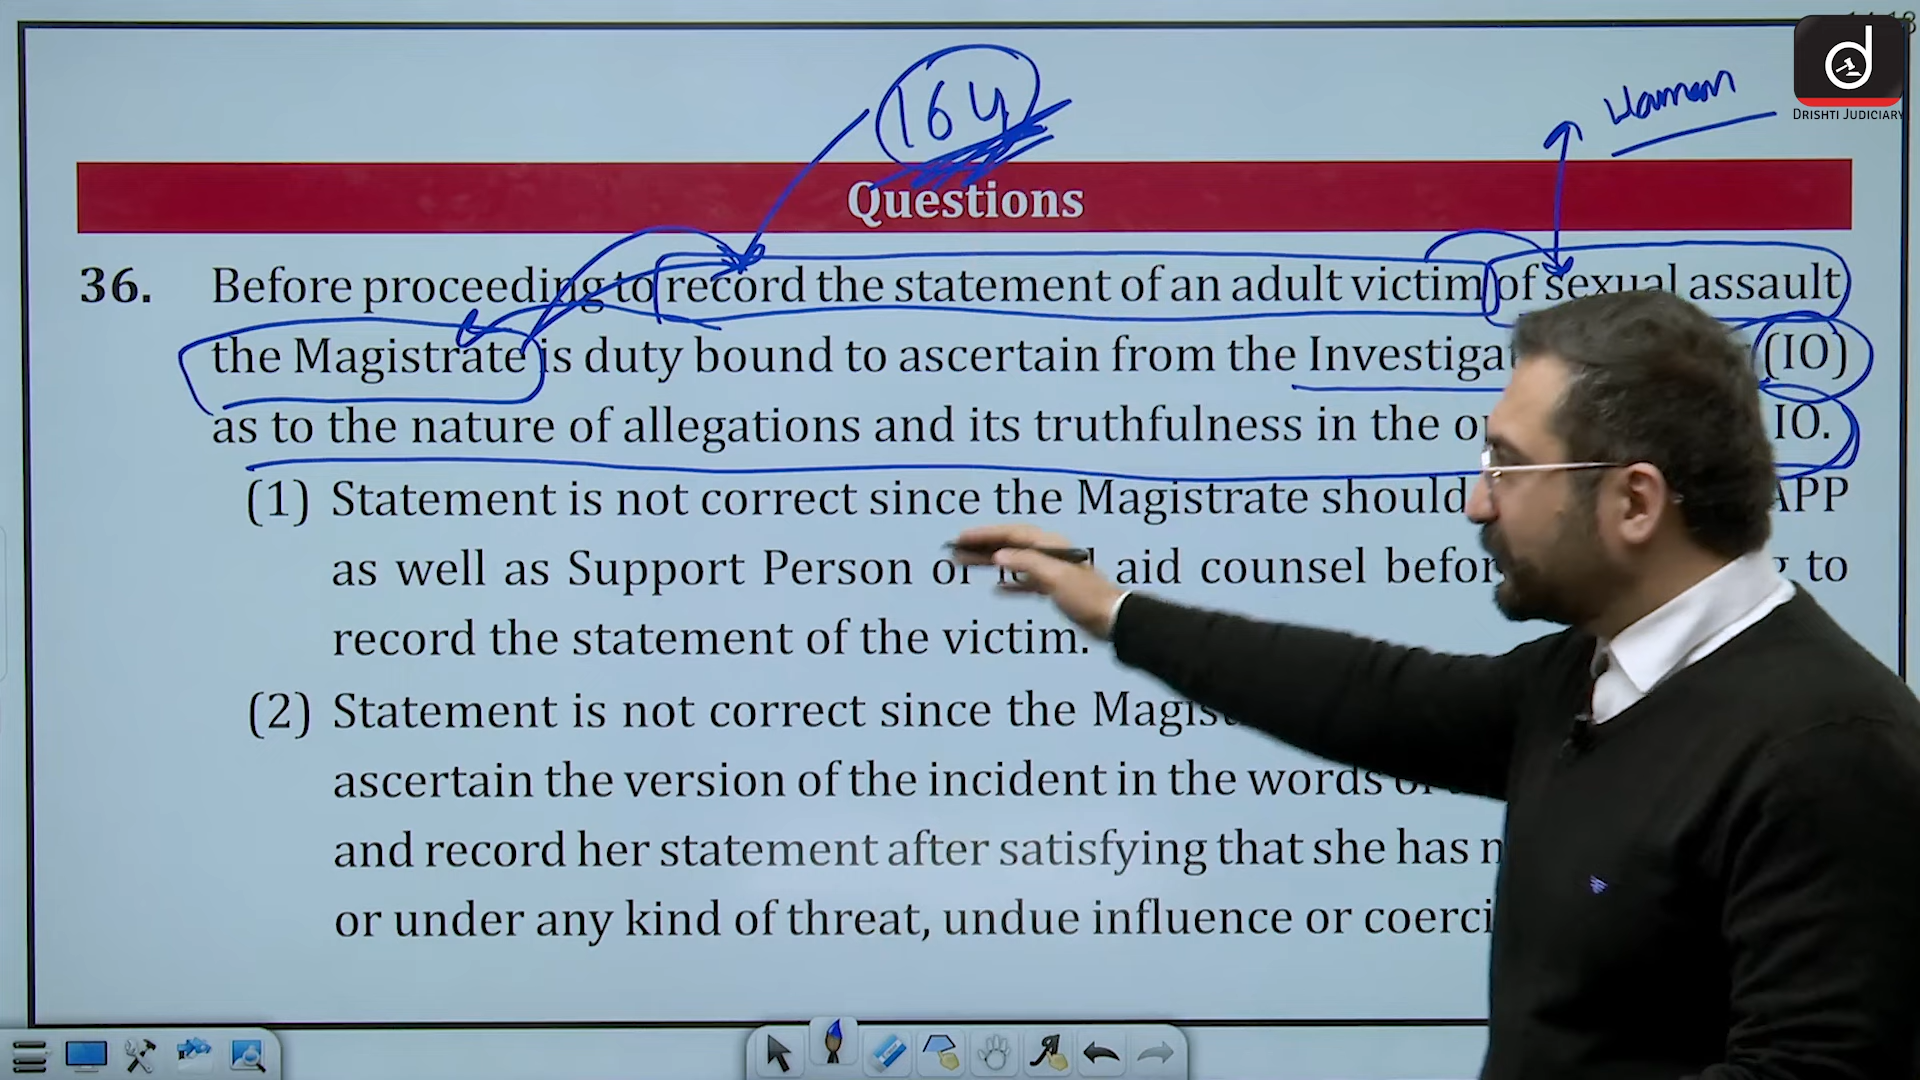 164
Woman
DRISHTI JUDICIARY
Questions
36. Before proceeding to record the statement of an adult victim of sexual assault
the Magistrate is duty bound to ascertain from the (IO)
as to the nature of allegations and its truthfulness in the IO.
(1) Statement is not correct since the Magistrate should APP
as well as Support Person or aid counsel to
record the statement of the victim.
(2) Statement is not correct since the
ascertain the version of the incident in the words
and record her statement after satisfying that she has
or under any kind of threat, undue influence or